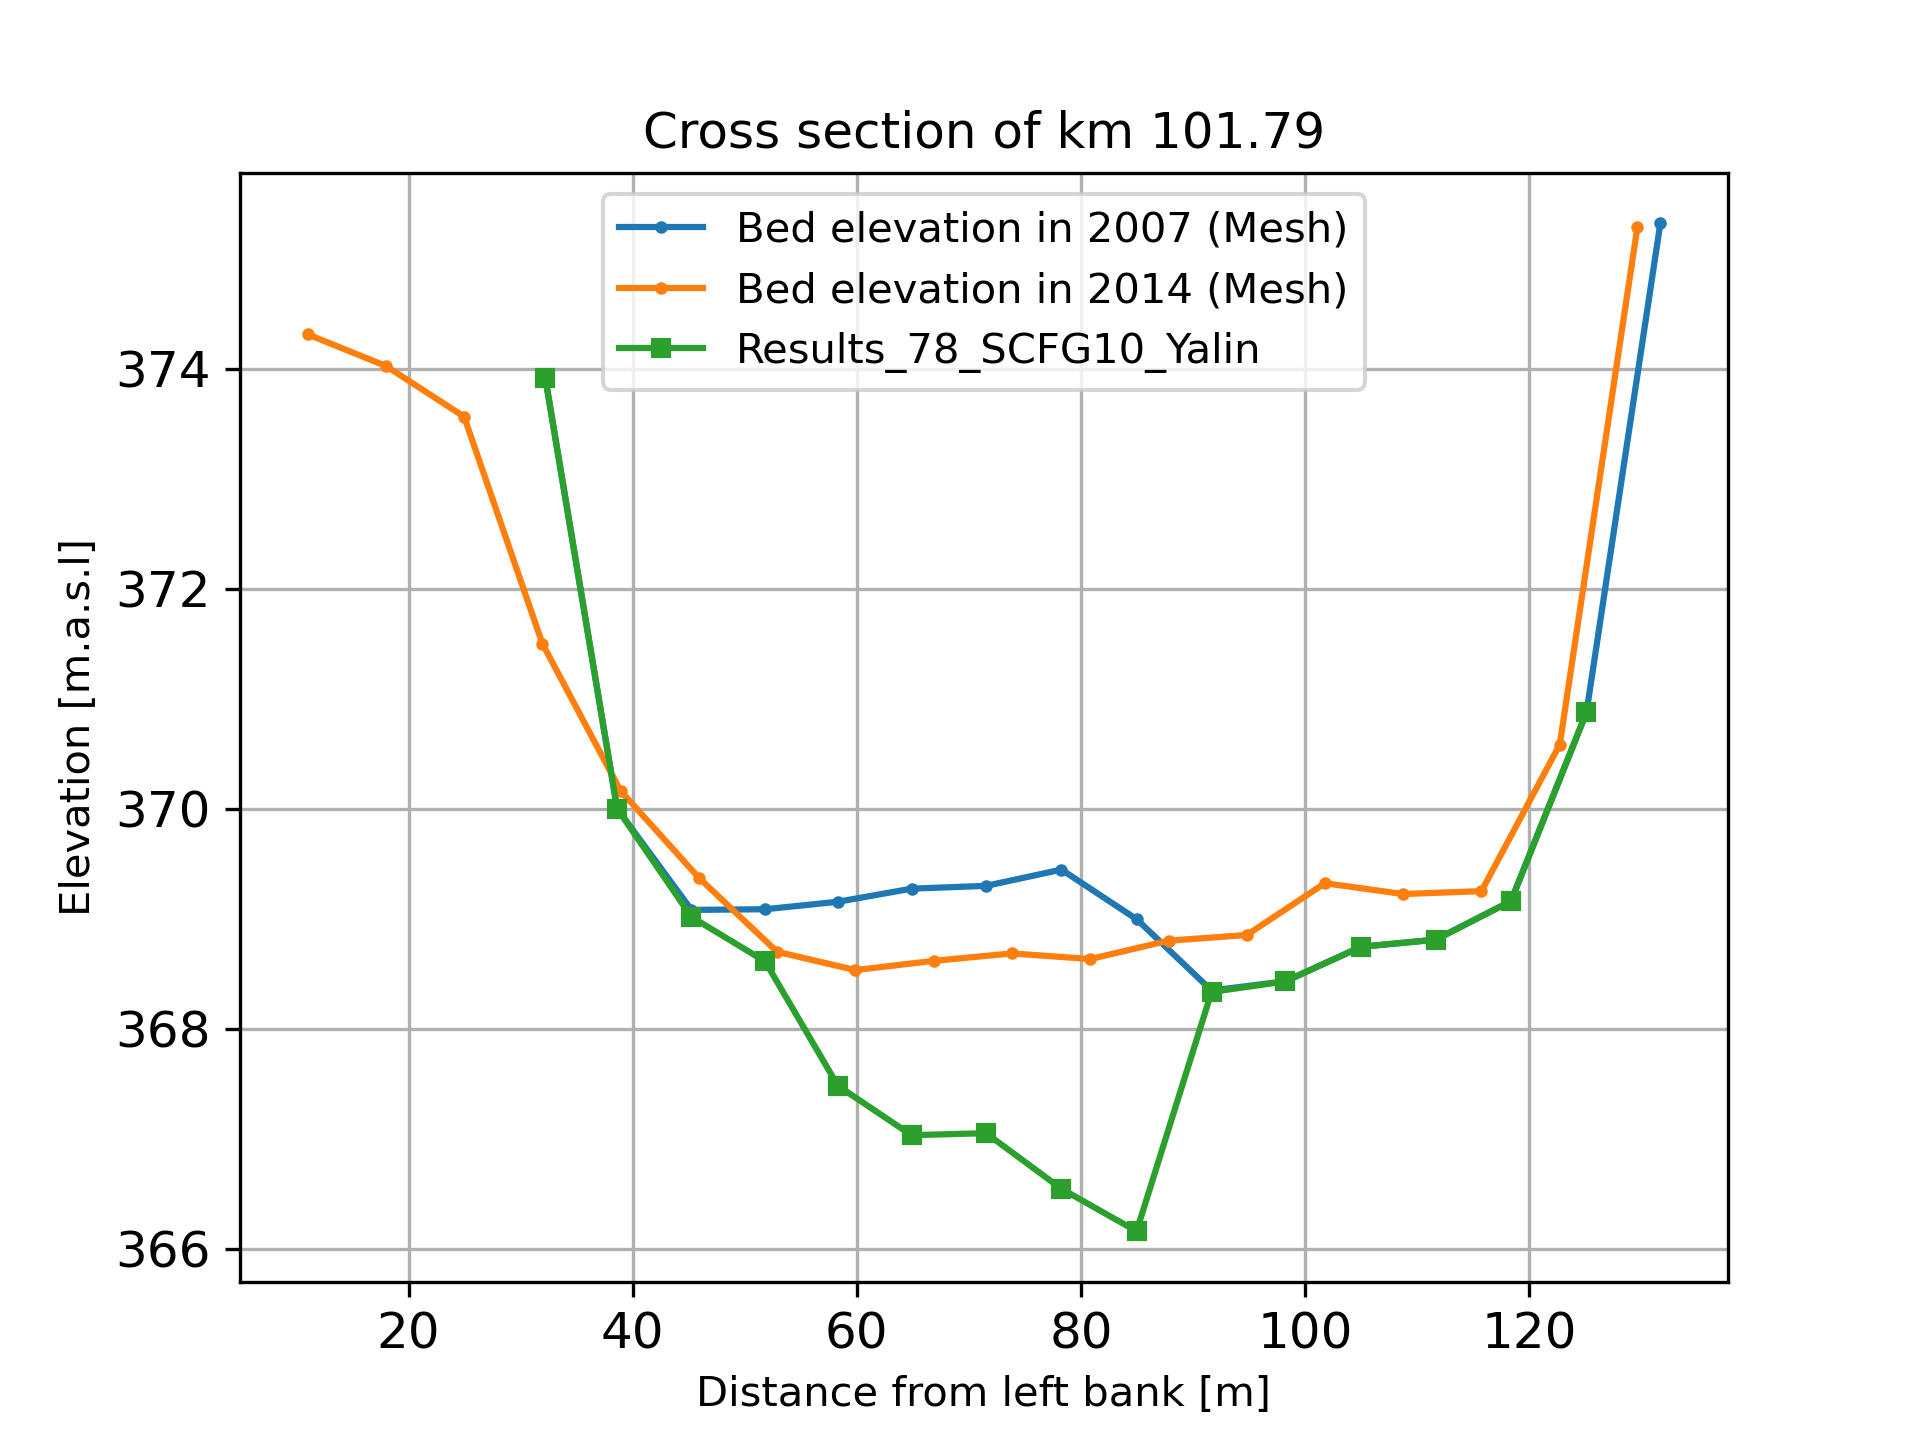 Cross section of km 101.79
Bed elevation in 2007 (Mesh)
Bed elevation in 2014 (Mesh)
Results_78_SCFG10_Yalin
Elevation [m.a.s.l]
374
372
370
368
366
20 40 60 80 100 120
Distance from left bank [m]